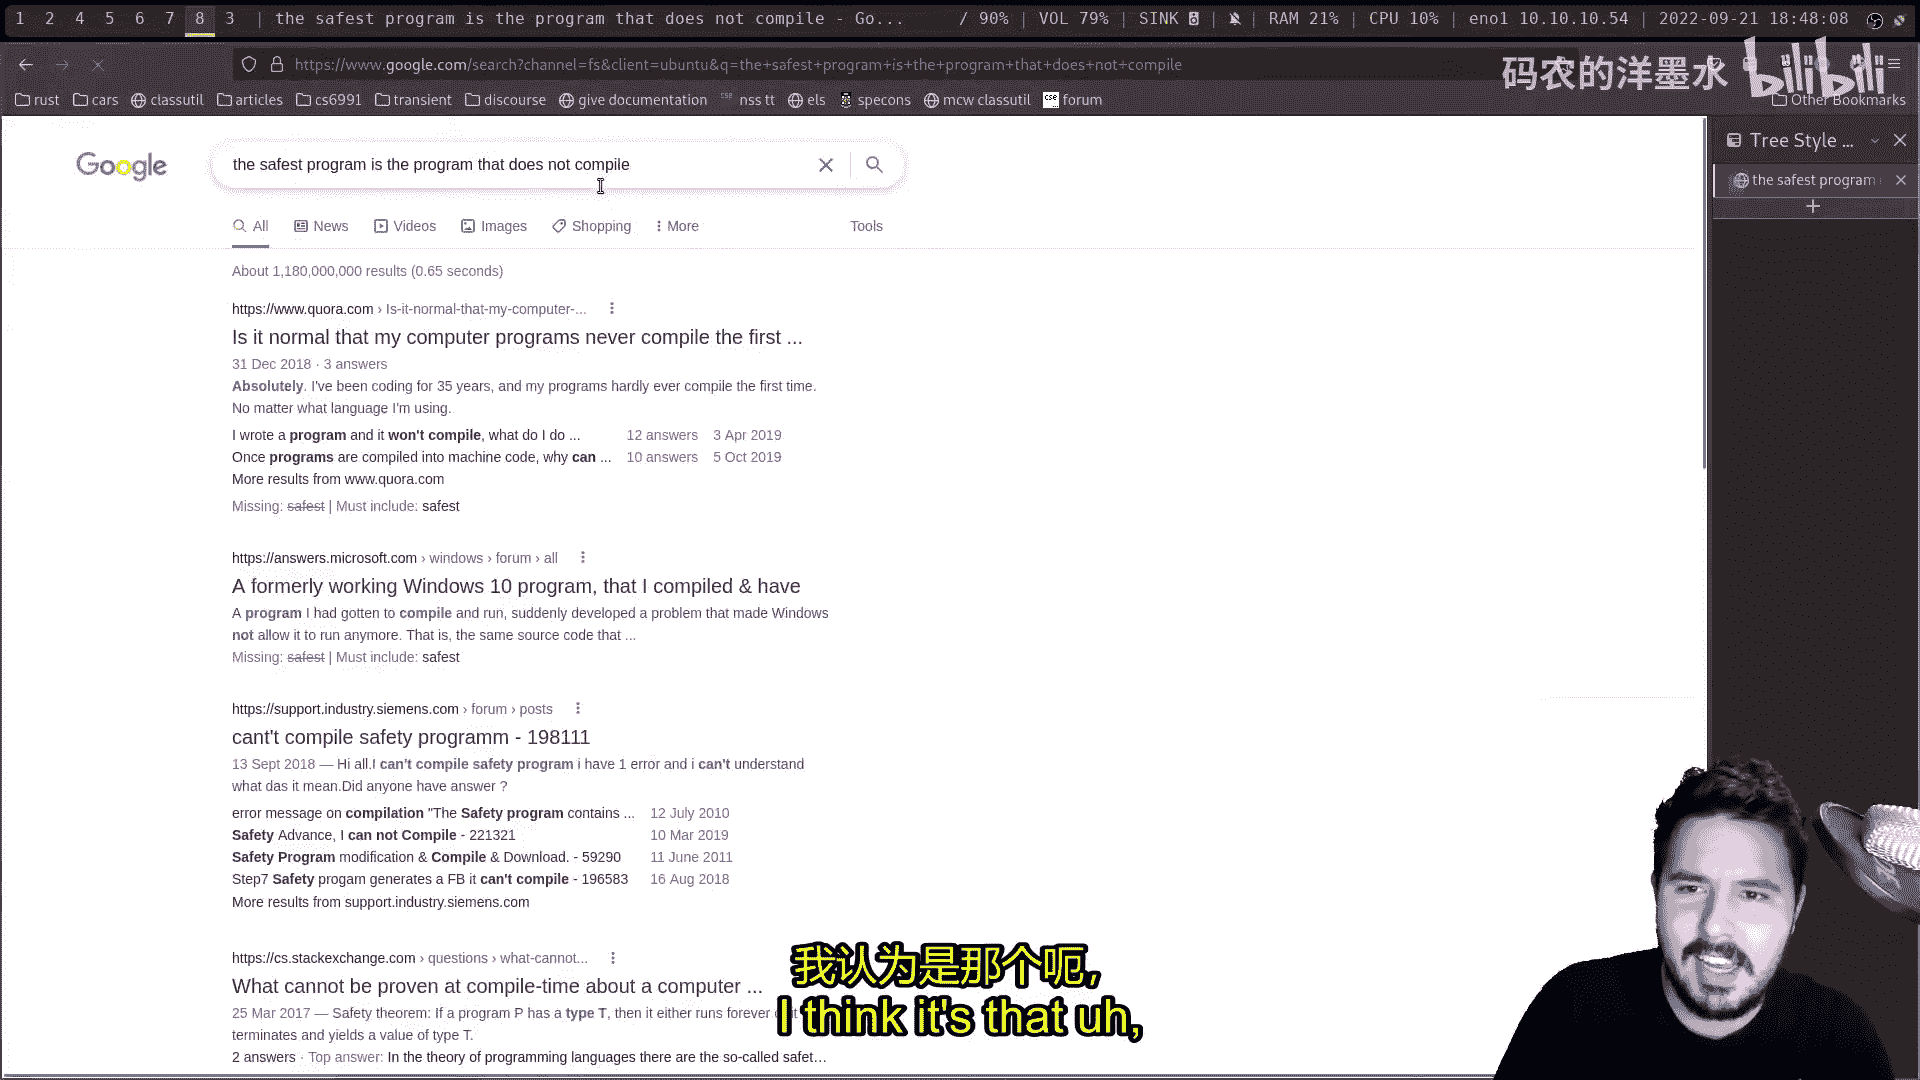 1 2 4 5 6 7 8 3 | the safest program is the program that does not compile - Go... / 90% | VOL 79% | SINK | | RAM 21% | CPU 10% | eno1 10.10.10.54 | 2022-09-21 18:48:08
https://www.google.com/search?channel=fs&client=ubuntu&q=the+safest+program+is+the+program+that+does+not+compile
码农的洋墨水 bilibili
rust cars classutil articles cs6991 transient discourse give documentation nss tt els specons mcw classutil forum Other Bookmarks
Tree Style ...
Google the safest program is the program that does not compile
the safest program
All News Videos Images Shopping More Tools
About 1,180,000,000 results (0.65 seconds)
https://www.quora.com › Is-it-normal-that-my-computer-...
Is it normal that my computer programs never compile the first ...
31 Dec 2018 · 3 answers
Absolutely. I've been coding for 35 years, and my programs hardly ever compile the first time.
No matter what language I'm using.
I wrote a program and it won't compile, what do I do ... 12 answers 3 Apr 2019
Once programs are compiled into machine code, why can ... 10 answers 5 Oct 2019
More results from www.quora.com
Missing: safest | Must include: safest
https://answers.microsoft.com › windows › forum › all
A formerly working Windows 10 program, that I compiled & have
A program I had gotten to compile and run, suddenly developed a problem that made Windows
not allow it to run anymore. That is, the same source code that ...
Missing: safest | Must include: safest
https://support.industry.siemens.com › forum › posts
cant't compile safety programm - 198111
13 Sept 2018 — Hi all.I can't compile safety program i have 1 error and i can't understand
what das it mean.Did anyone have answer ?
error message on compilation "The Safety program contains ... 12 July 2010
Safety Advance, I can not Compile - 221321 10 Mar 2019
Safety Program modification & Compile & Download. - 59290 11 June 2011
Step7 Safety progam generates a FB it can't compile - 196583 16 Aug 2018
More results from support.industry.siemens.com
https://cs.stackexchange.com › questions › what-cannot...
What cannot be proven at compile-time about a computer ...
25 Mar 2017 — Safety theorem: If a program P has a type T, then it either runs forever
terminates and yields a value of type T.
2 answers · Top answer: In the theory of programming languages there are the so-called safet...
我认为是那个呃,
I think it's that uh,